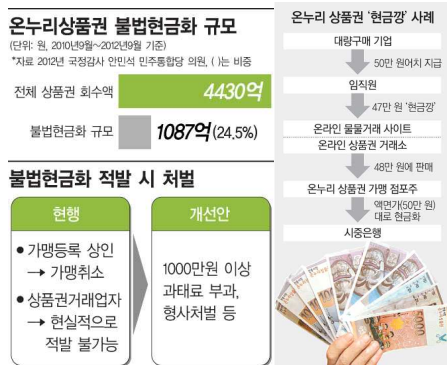 온누리상품권 불법현금화 규모
(단위: 원, 2010년9월~2012년9월 기준)
*자료 2012년 국정감사 안민석 민주통합당 의원, ( )는 비중
전체 상품권 회수액
4430억
불법현금화 규모
1087억(24.5%)
불법현금화 적발 시 처벌
현행
● 가맹등록 상인
→ 가맹취소
● 상품권거래업자
→ 현실적으로
적발 불가능
개선안
1000만원 이상
과태료 부과,
형사처벌 등
온누리 상품권 '현금깡' 사례
대량구매 기업
50만 원어치 지급
임직원
47만 원 '현금깡'
온라인 물물거래 사이트
온라인 상품권 거래소
48만 원에 판매
온누리 상품권 가맹 점포주
액면가(50만 원)
대로 현금화
시중은행